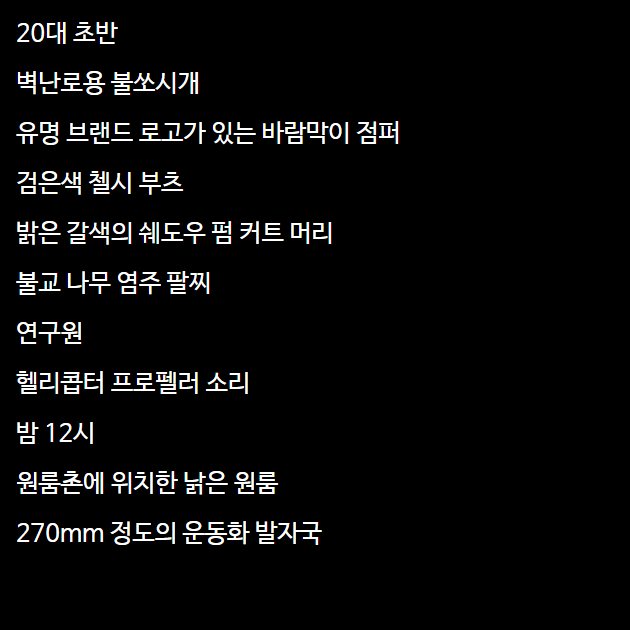 20대 초반
벽난로용 불쏘시개
유명 브랜드 로고가 있는 바람막이 점퍼
검은색 첼시 부츠
밝은 갈색의 쉐도우 펌 커트 머리
불교 나무 염주 팔찌
연구원
헬리콥터 프로펠러 소리
밤 12시
원룸촌에 위치한 낡은 원룸
270mm 정도의 운동화 발자국